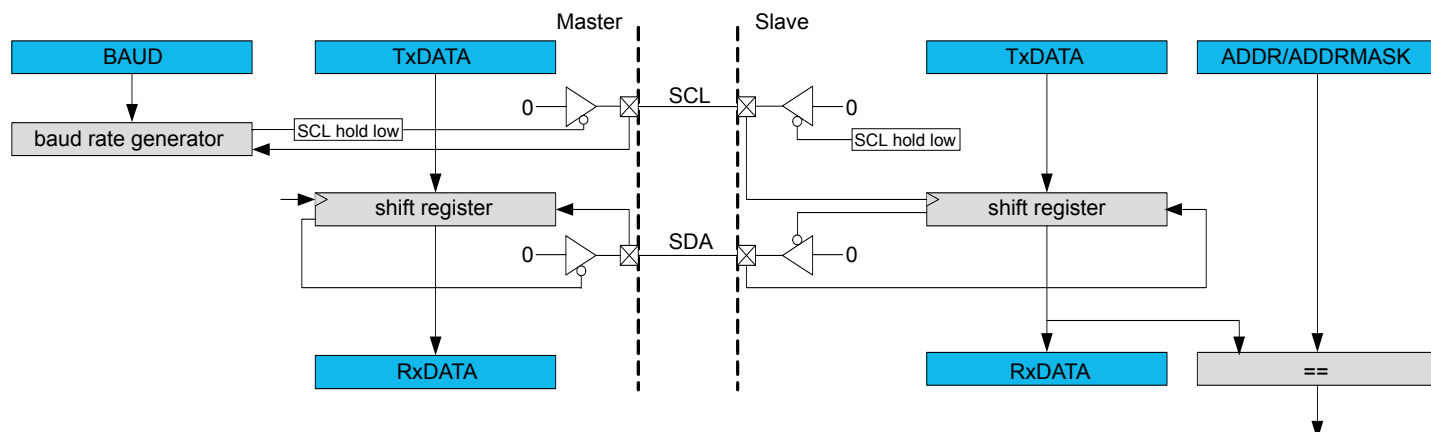 Master Slave
BAUD TxDATA TxDATA ADDR/ADDRMASK
0 SCL 0
baud rate generator SCL hold low SCL hold low
shift register shift register
0 SDA 0
RxDATA RxDATA ==